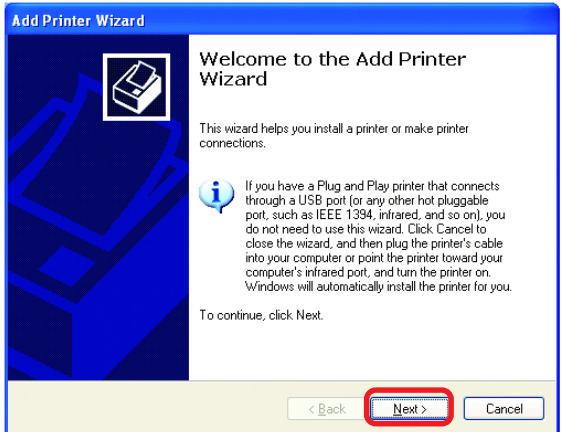 Add Printer Wizard
Welcome to the Add Printer
Wizard
This wizard helps you install a printer or make printer
connections.
If you have a Plug and Play printer that connects
through a USB port (or any other hot pluggable
port, such as IEEE 1394, infrared, and so on), you
do not need to use this wizard. Click Cancel to
close the wizard, and then plug the printer's cable
into your computer or point the printer toward your
computer's infrared port, and turn the printer on.
Windows will automatically install the printer for you.
To continue, click Next.
< Back Next > Cancel